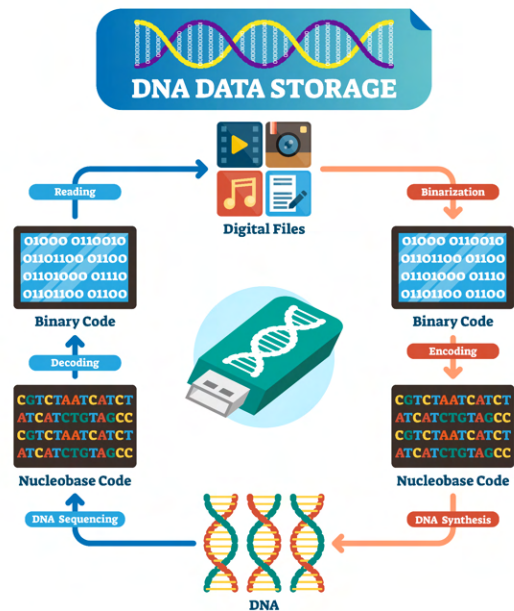 DNA DATA STORAGE
Reading
Binarization
Digital Files
01000 0110010
01101100 01100
01101000 01110
01101100 01100
Binary Code
01000 0110010
01101100 01100
01101000 01110
01101100 01100
Binary Code
Decoding
Encoding
CGTCTAATCATCT
ATCATCTGTAGCC
CGTCTAATCATCT
ATCATCTGTAGCC
Nucleobase Code
CGTCTAATCATCT
ATCATCTGTAGCC
CGTCTAATCATCT
ATCATCTGTAGCC
Nucleobase Code
DNA Sequencing
DNA Synthesis
DNA